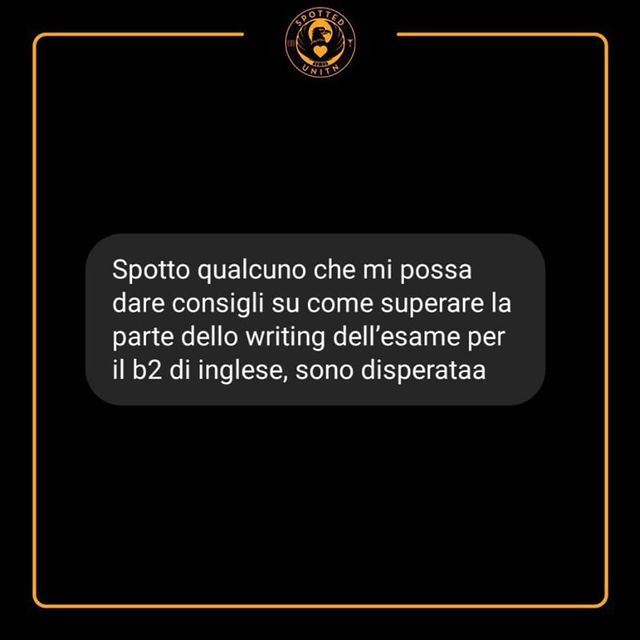 SPOTTED
UNITN
Spotto qualcuno che mi possa
dare consigli su come superare la
parte dello writing dell'esame per
il b2 di inglese, sono disperataa